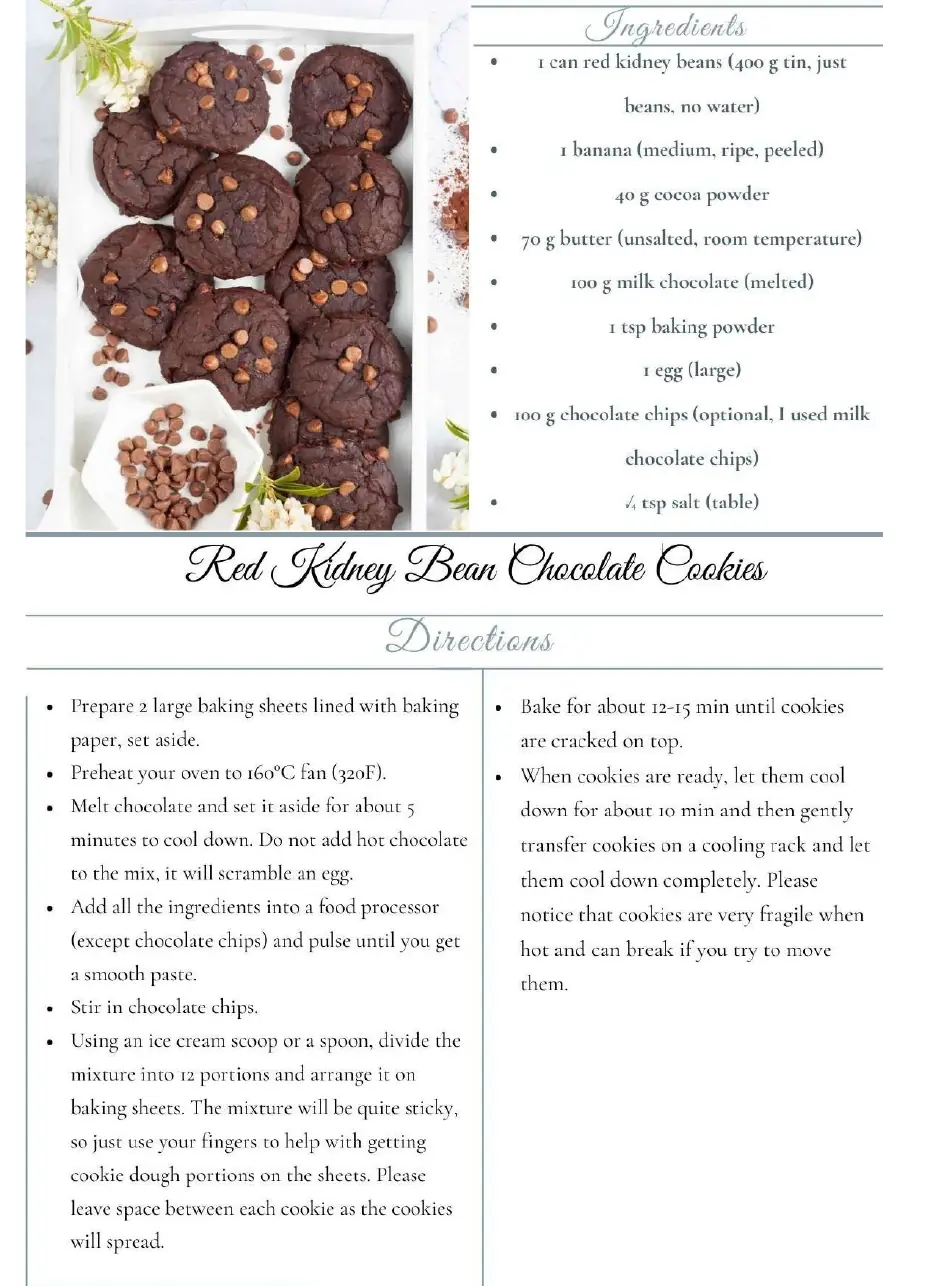 Ingredients
• 1 can red kidney beans (400 g tin, just
beans, no water)
• 1 banana (medium, ripe, peeled)
• 40 g cocoa powder
• 70 g butter (unsalted, room temperature)
• 100 g milk chocolate (melted)
• 1 tsp baking powder
• 1 egg (large)
• 100 g chocolate chips (optional, I used milk
chocolate chips)
• tsp salt (table)
Red Kidney Bean Chocolate Cookies
Directions
• Prepare 2 large baking sheets lined with baking
paper, set aside.
• Preheat your oven to 160°C fan (320F).
• Melt chocolate and set it aside for about 5
minutes to cool down. Do not add hot chocolate
to the mix, it will scramble an egg.
• Add all the ingredients into a food processor
(except chocolate chips) and pulse until you get
a smooth paste.
• Stir in chocolate chips.
• Using an ice cream scoop or a spoon, divide the
mixture into 12 portions and arrange it on
baking sheets. The mixture will be quite sticky,
so just use your fingers to help with getting
cookie dough portions on the sheets. Please
leave space between each cookie as the cookies
will spread.
• Bake for about 12-15 min until cookies
are cracked on top.
• When cookies are ready, let them cool
down for about 10 min and then gently
transfer cookies on a cooling rack and let
them cool down completely. Please
notice that cookies are very fragile when
hot and can break if you try to move
them.